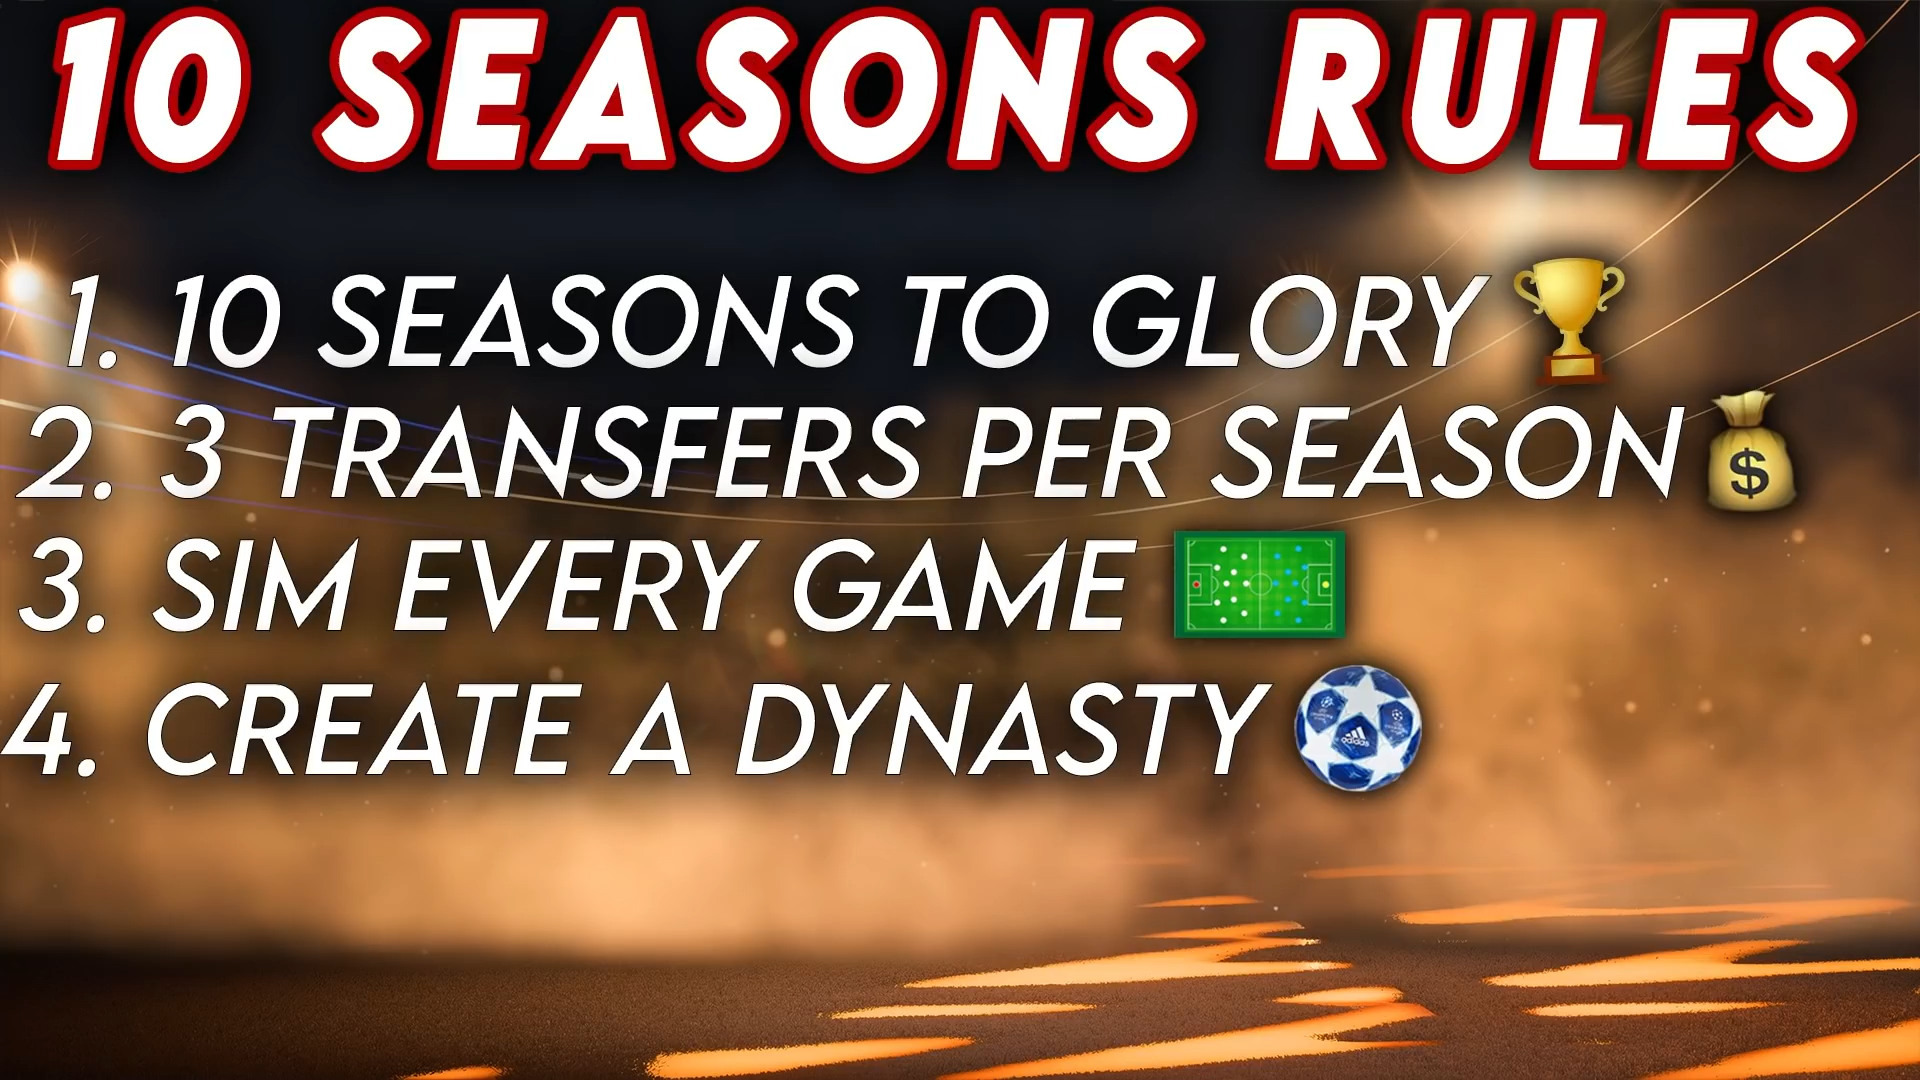 10 SEASONS RULES
1. 10 SEASONS TO GLORY
2. 3 TRANSFERS PER SEASON
$
3. SIM EVERY GAME
4. CREATE A DYNASTY
adidas